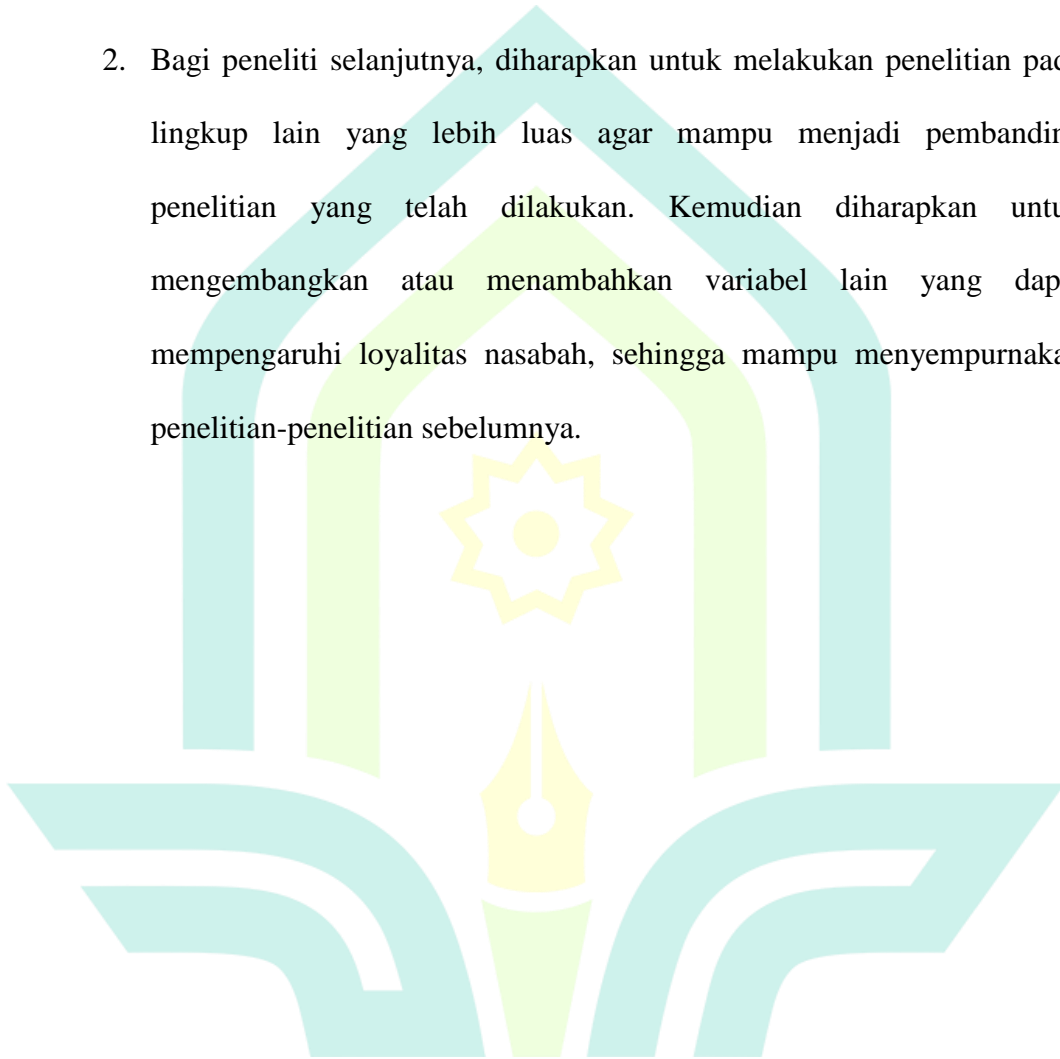 2. Bagi peneliti selanjutnya, diharapkan untuk melakukan penelitian pad
lingkup lain yang lebih luas agar mampu menjadi pembandin
penelitian yang telah dilakukan. Kemudian diharapkan untu
mengembangkan atau menambahkan variabel lain yang dap
mempengaruhi loyalitas nasabah, sehingga mampu menyempurnaka
penelitian-penelitian sebelumnya.